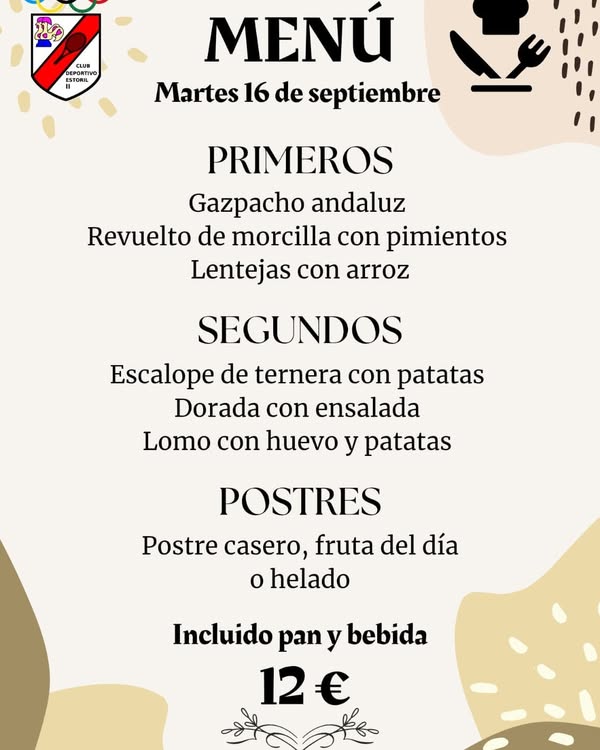 CLUB
DEPORTIVO
ESTORIL
II
MENÚ
Martes 16 de septiembre
PRIMEROS
Gazpacho andaluz
Revuelto de morcilla con pimientos
Lentejas con arroz
SEGUNDOS
Escalope de ternera con patatas
Dorada con ensalada
Lomo con huevo y patatas
POSTRES
Postre casero, fruta del día
o helado
Incluido pan y bebida
12 €